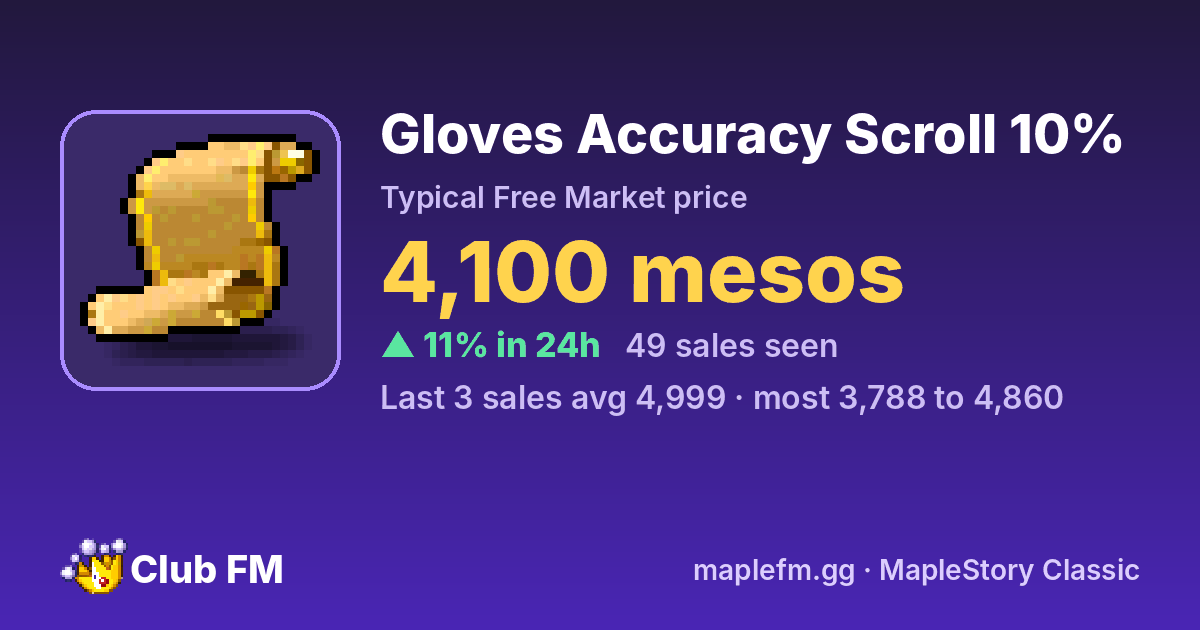 Gloves Accuracy Scroll 10%
Typical Free Market price
4,100 mesos
▲ 11% in 24h 49 sales seen
Last 3 sales avg 4,999 · most 3,788 to 4,860
Club FM
maplefm.gg · MapleStory Classic